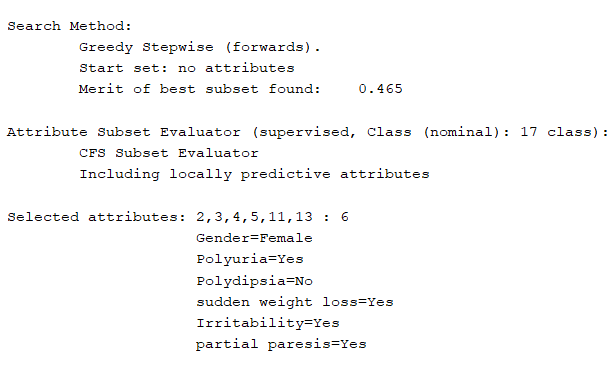 Search Method:
Greedy Stepwise (forwards).
Start set: no attributes
Merit of best subset found:    0.465
Attribute Subset Evaluator (supervised, Class (nominal): 17 class):
CFS Subset Evaluator
Including locally predictive attributes
Selected attributes: 2,3,4,5,11,13 : 6
Gender=Female
Polyuria=Yes
Polydipsia=No
sudden weight loss=Yes
Irritability=Yes
partial paresis=Yes